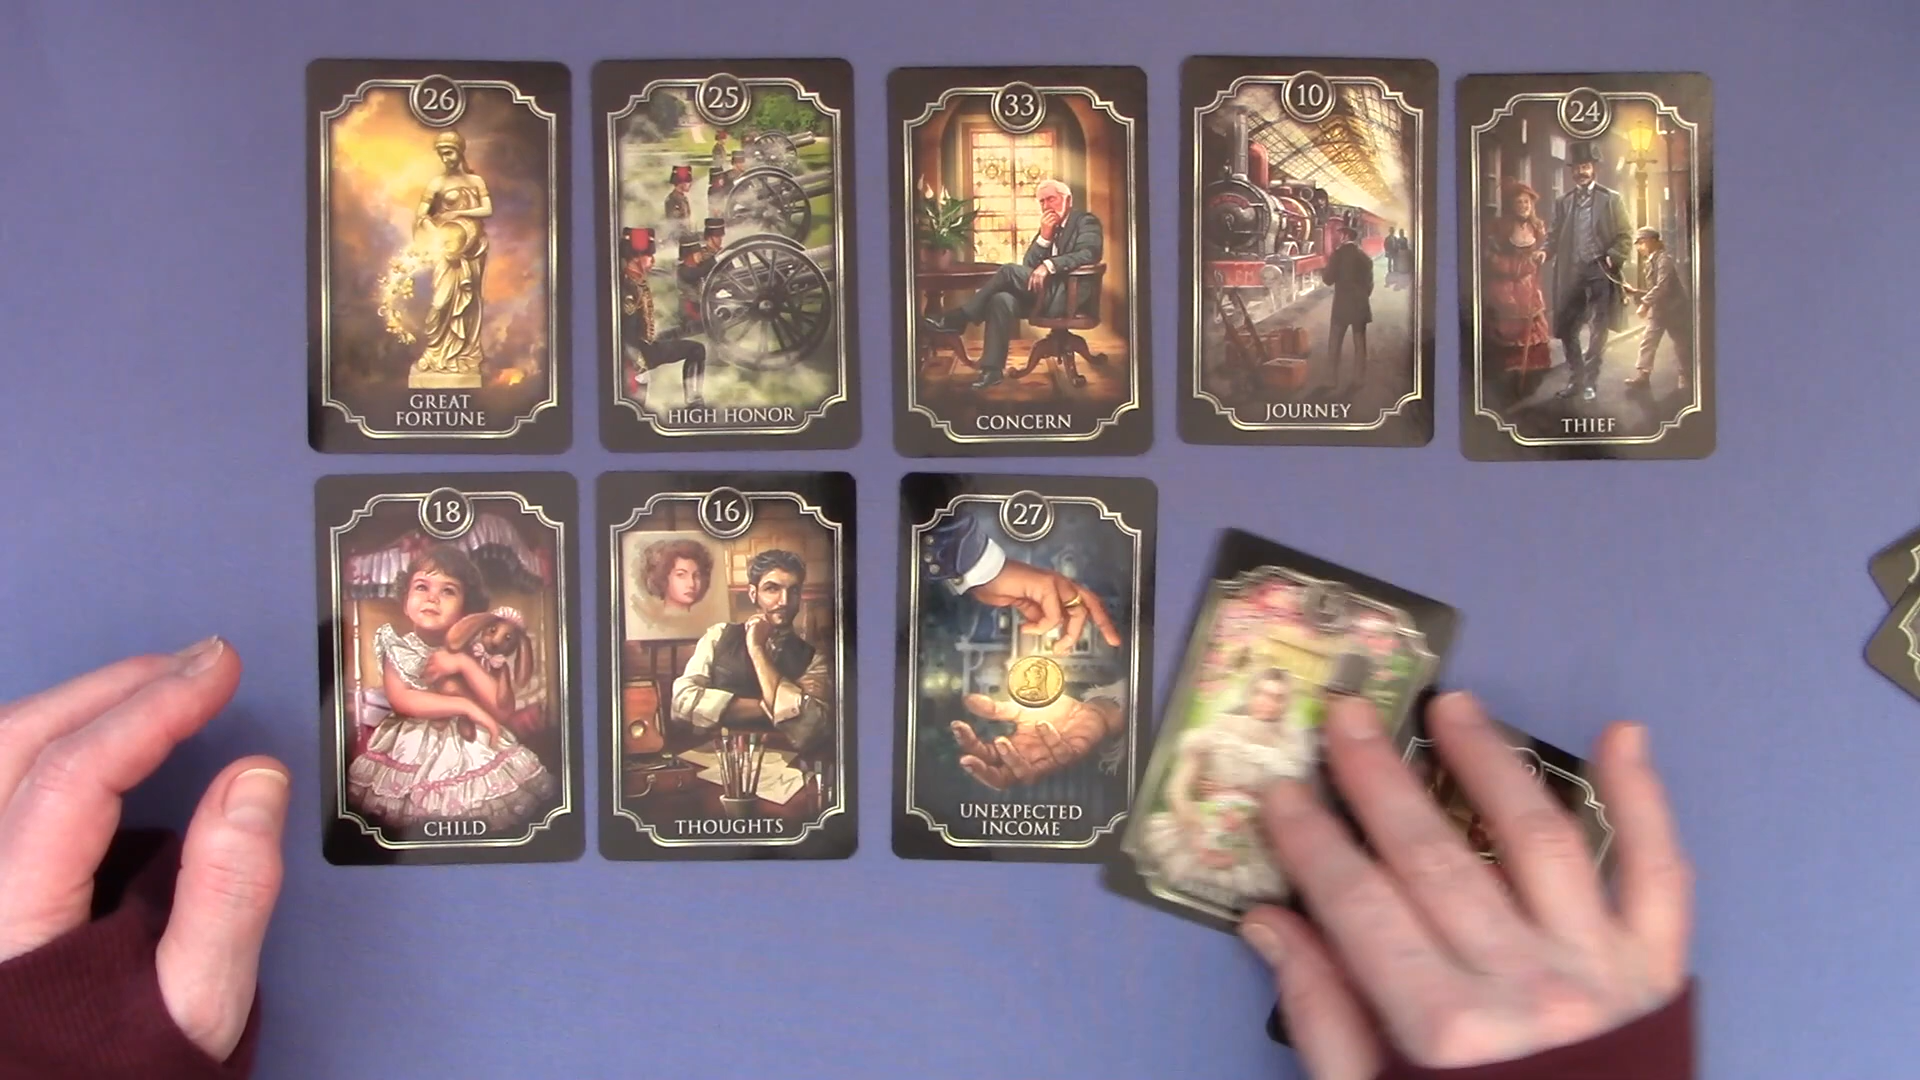 26
GREAT
FORTUNE
25
HIGH HONOR
33
CONCERN
10
JOURNEY
24
THIEF
18
CHILD
16
THOUGHTS
27
UNEXPECTED
INCOME